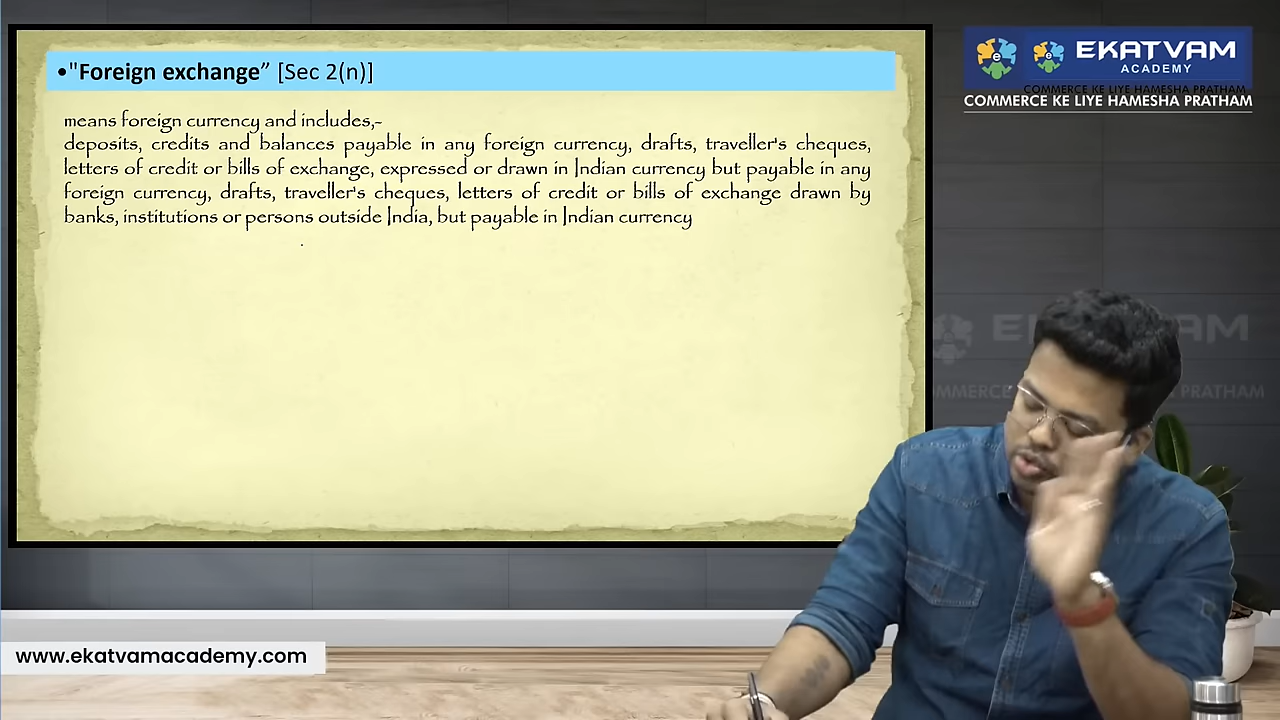 •"Foreign exchange” [Sec 2(n)]
means foreign currency and includes,-
deposits, credits and balances payable in any foreign currency, drafts, traveller's cheques,
letters of credit or bills of exchange, expressed or drawn in Indian currency but payable in any
foreign currency, drafts, traveller's cheques, letters of credit or bills of exchange drawn by
banks, institutions or persons outside India, but payable in Indian currency
EKATVAM
ACADEMY
COMMERCE KE LIYE HAMESHA PRATHAM
COMMERCE KE LIYE HAMESHA PRATHAM
PRATHAM
www.ekatvamacademy.com